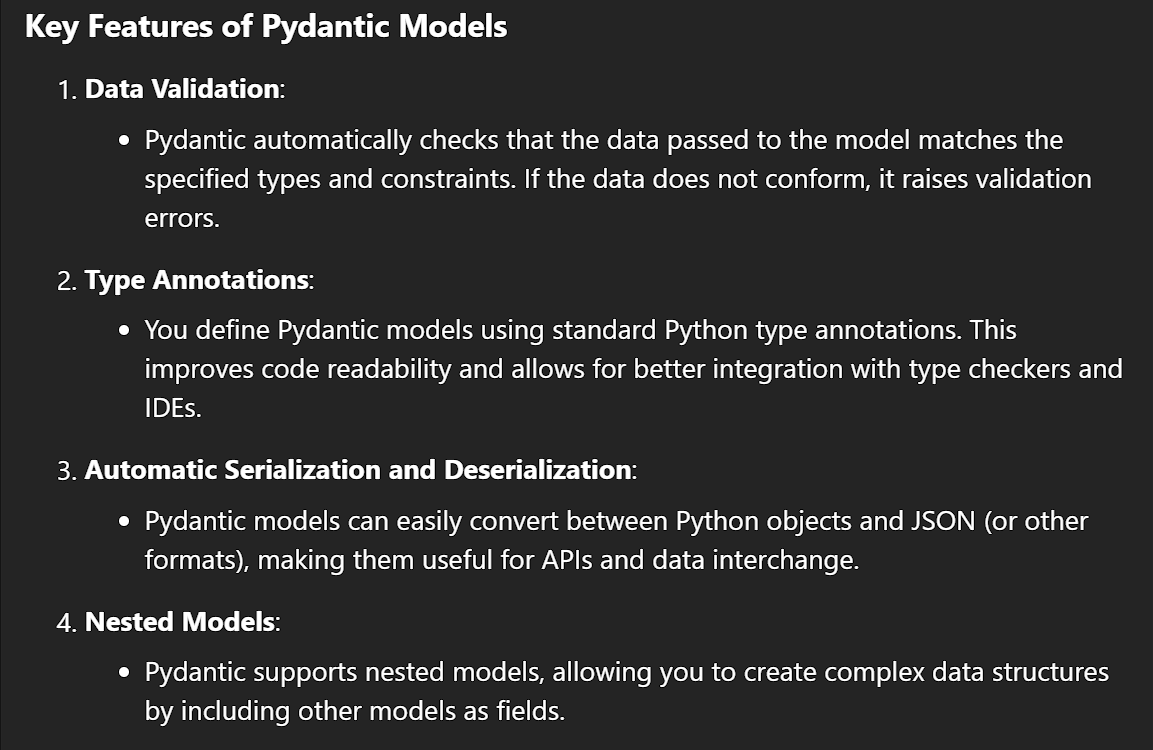 Key Features of Pydantic Models
1. Data Validation:
• Pydantic automatically checks that the data passed to the model matches the
specified types and constraints. If the data does not conform, it raises validation
errors.
2. Type Annotations:
• You define Pydantic models using standard Python type annotations. This
improves code readability and allows for better integration with type checkers and
IDEs.
3. Automatic Serialization and Deserialization:
• Pydantic models can easily convert between Python objects and JSON (or other
formats), making them useful for APIs and data interchange.
4. Nested Models:
• Pydantic supports nested models, allowing you to create complex data structures
by including other models as fields.